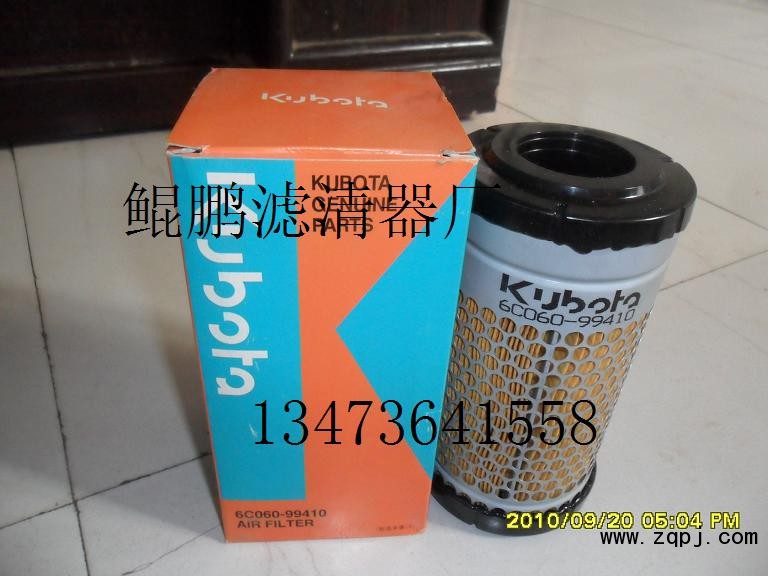 Kubota
KUBOTA
GENUINE
PARTS
鲲鹏滤清器厂
Kubota
Kubota
6C060-99410
13473641558
6C060-99410
AIR FILTER
2010/09/20 05:04 PM
www.zqpj.com